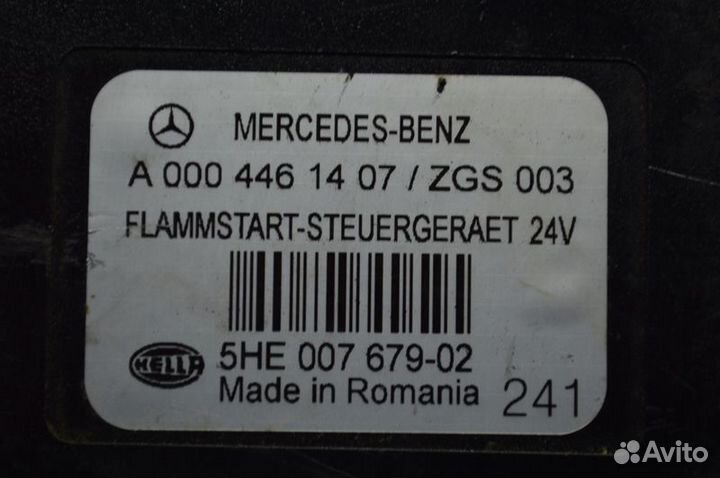 MERCEDES-BENZ
A 000 446 14 07 / ZGS 003
FLAMMSTART-STEUERGERAET 24V
HELLA
5HE 007 679-02
Made in Romania
241
Avito